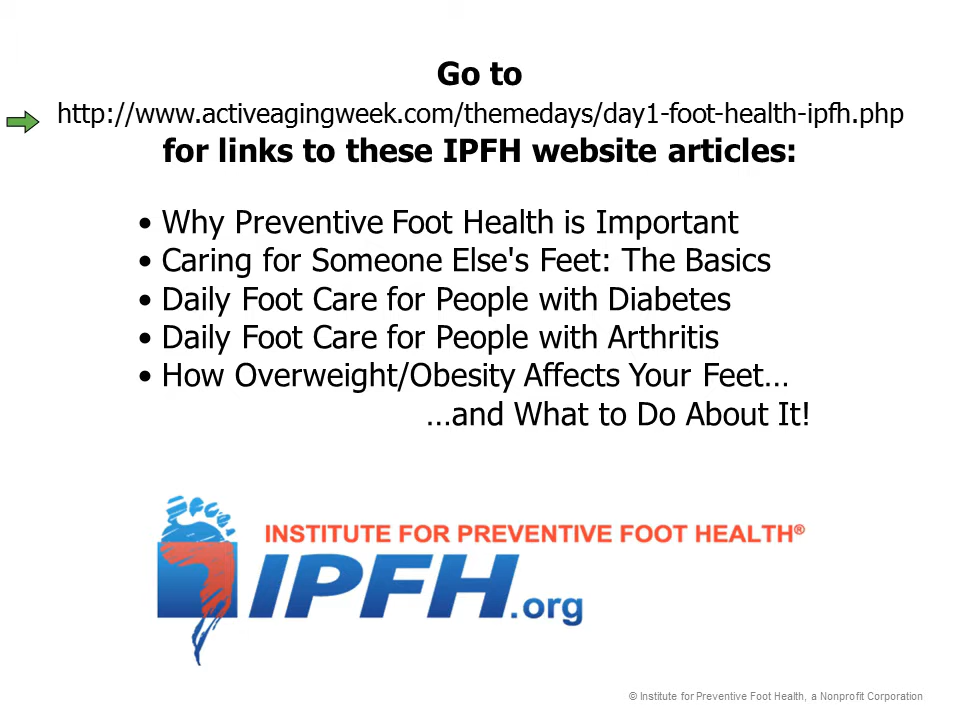 Go to
http://www.activeagingweek.com/themedays/day1-foot-health-ipfh.php
for links to these IPFH website articles:
• Why Preventive Foot Health is Important
• Caring for Someone Else's Feet: The Basics
• Daily Foot Care for People with Diabetes
• Daily Foot Care for People with Arthritis
• How Overweight/Obesity Affects Your Feet…
…and What to Do About It!
INSTITUTE FOR PREVENTIVE FOOT HEALTH®
IPFH.org
© Institute for Preventive Foot Health, a Nonprofit Corporation